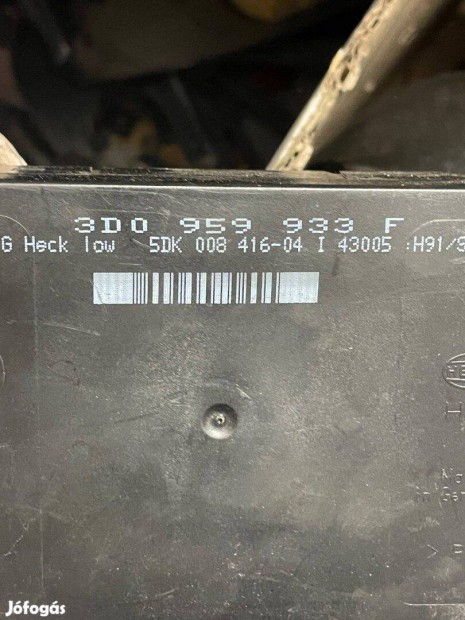 3D0 959 933 F
G Heck low 5DK 008 416-04 I 43005 :H91/
Jófogás